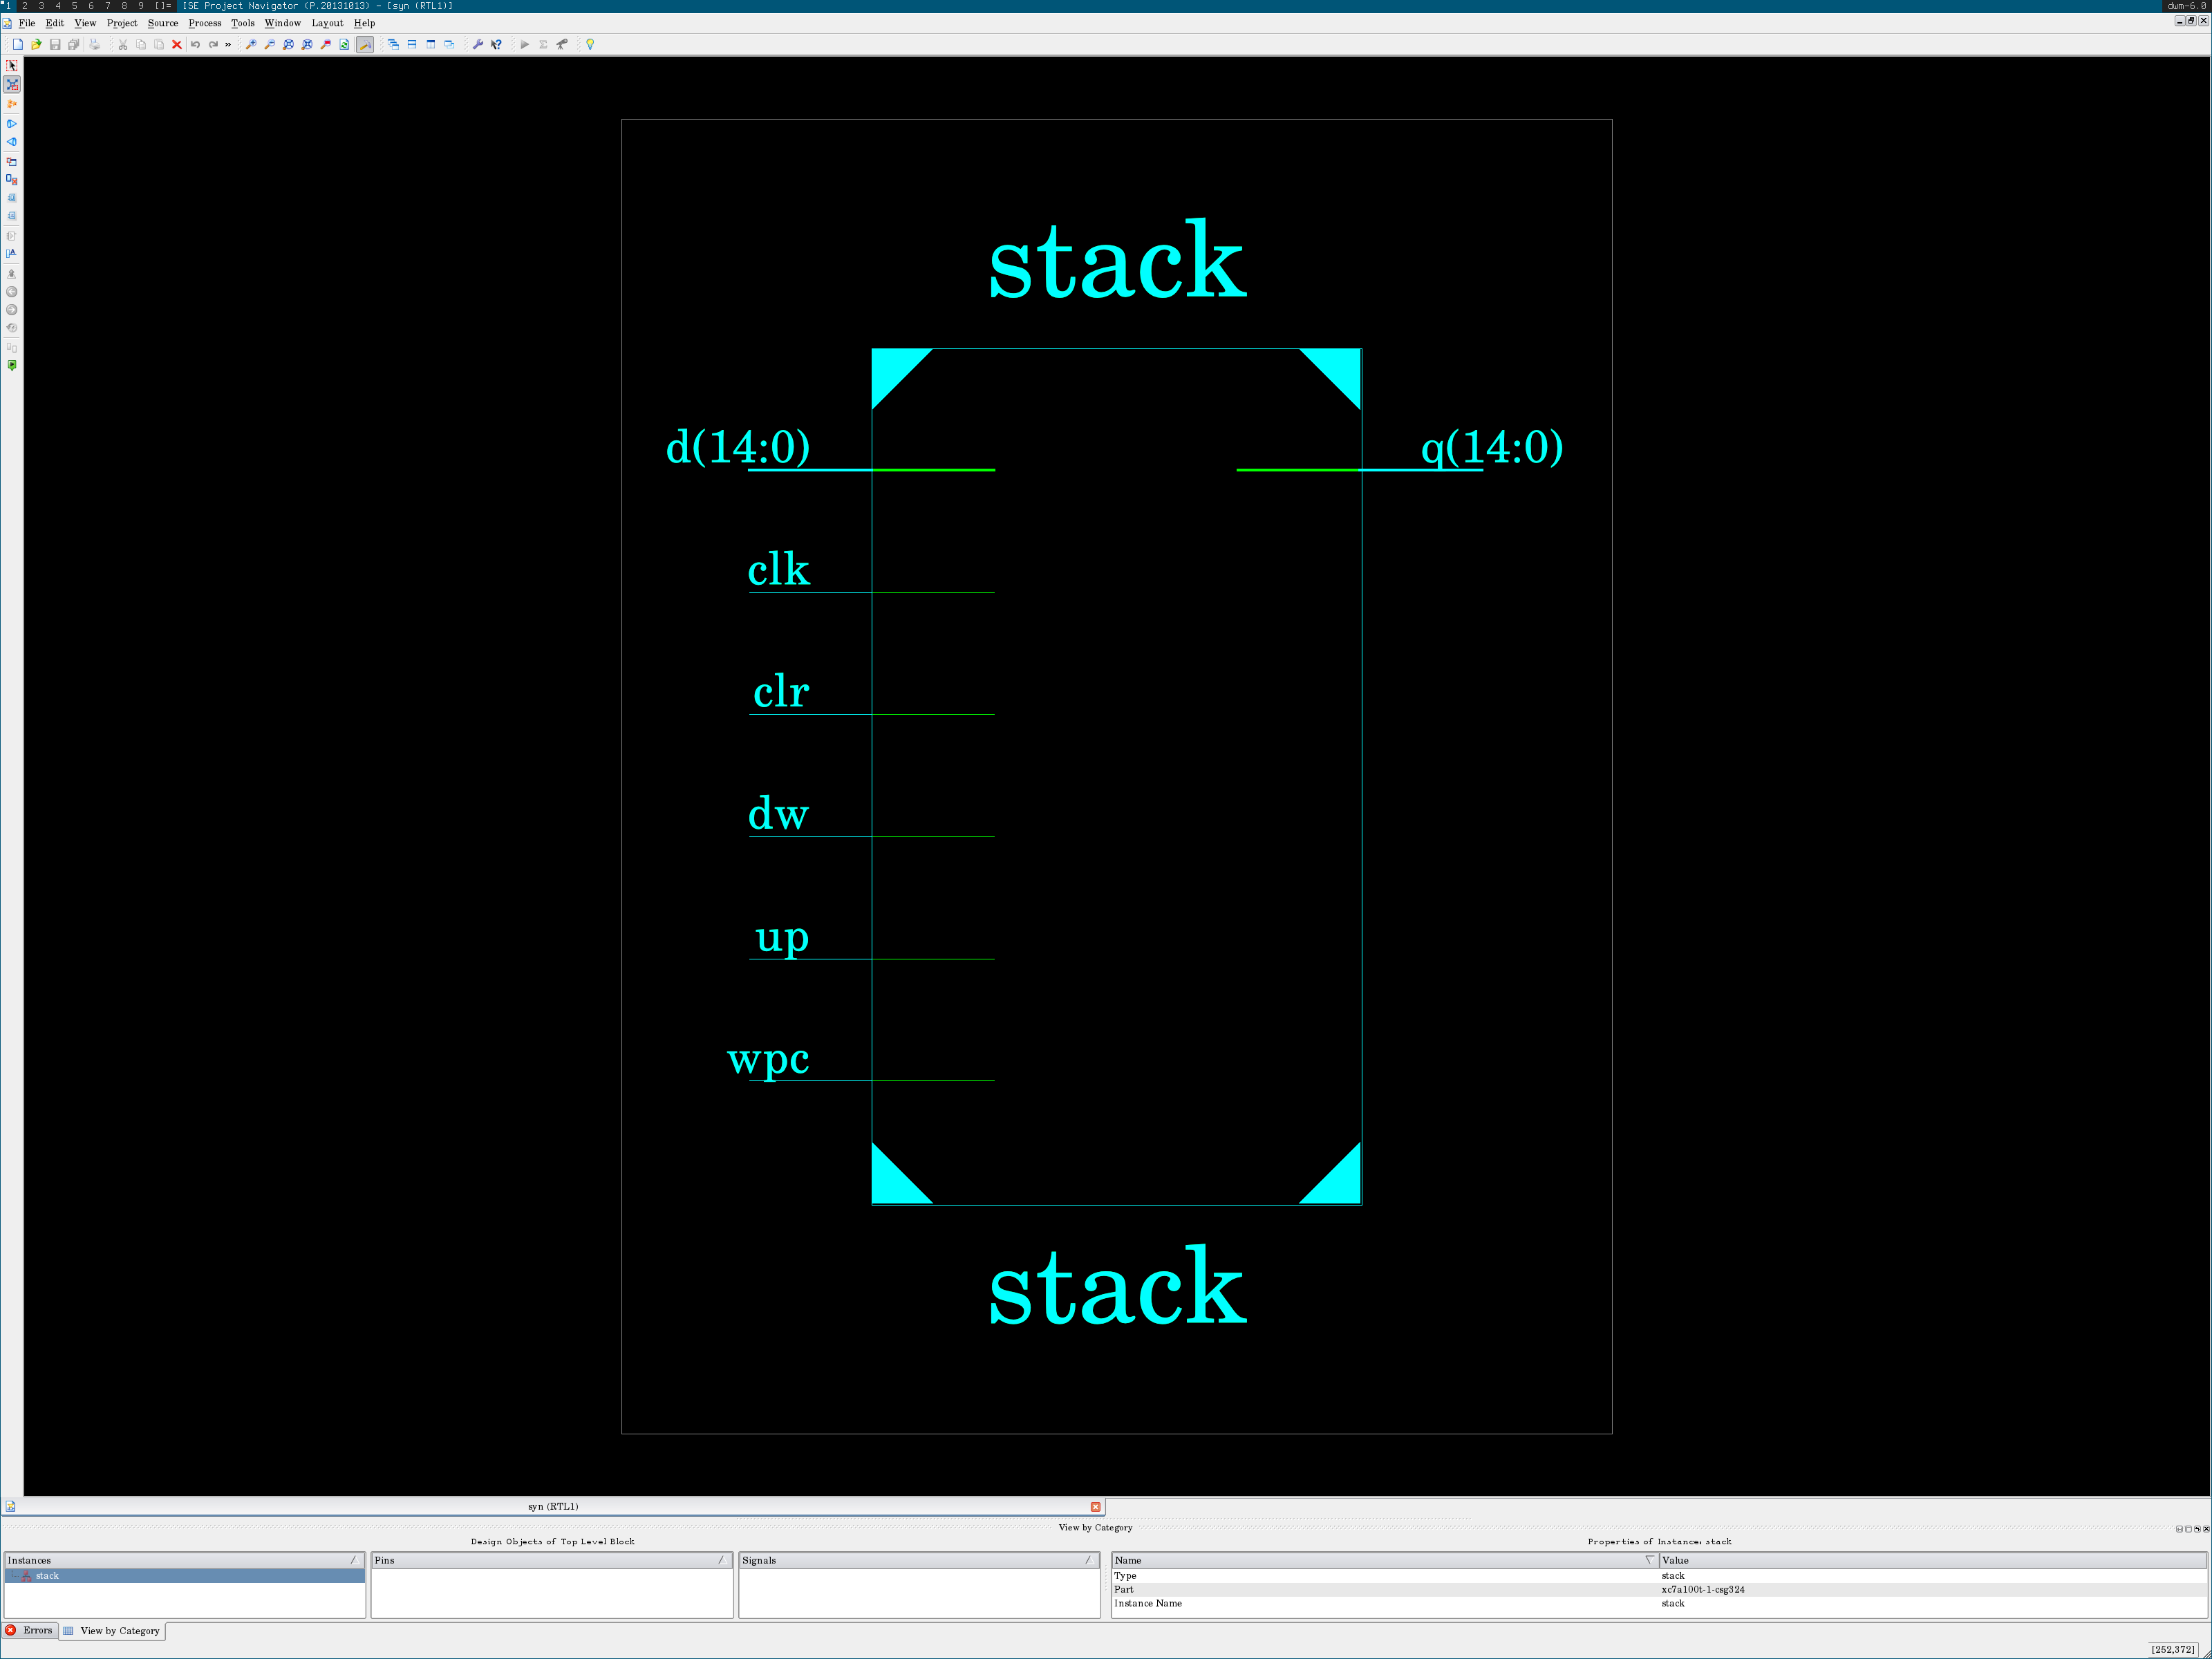 1 2 3 4 5 6 7 8 9 []= ISE Project Navigator (P.20131013) - [syn (RTL1)] dwm-6.0
File Edit View Project Source Process Tools Window Layout Help
stack
d(14:0) q(14:0)
clk
clr
dw
up
wpc
stack
syn (RTL1)
View by Category
Design Objects of Top Level Block Properties of Instance: stack
Instances Pins Signals Name Value
stack Type stack
Part xc7a100t-1-csg324
Instance Name stack
Errors View by Category
[252,372]